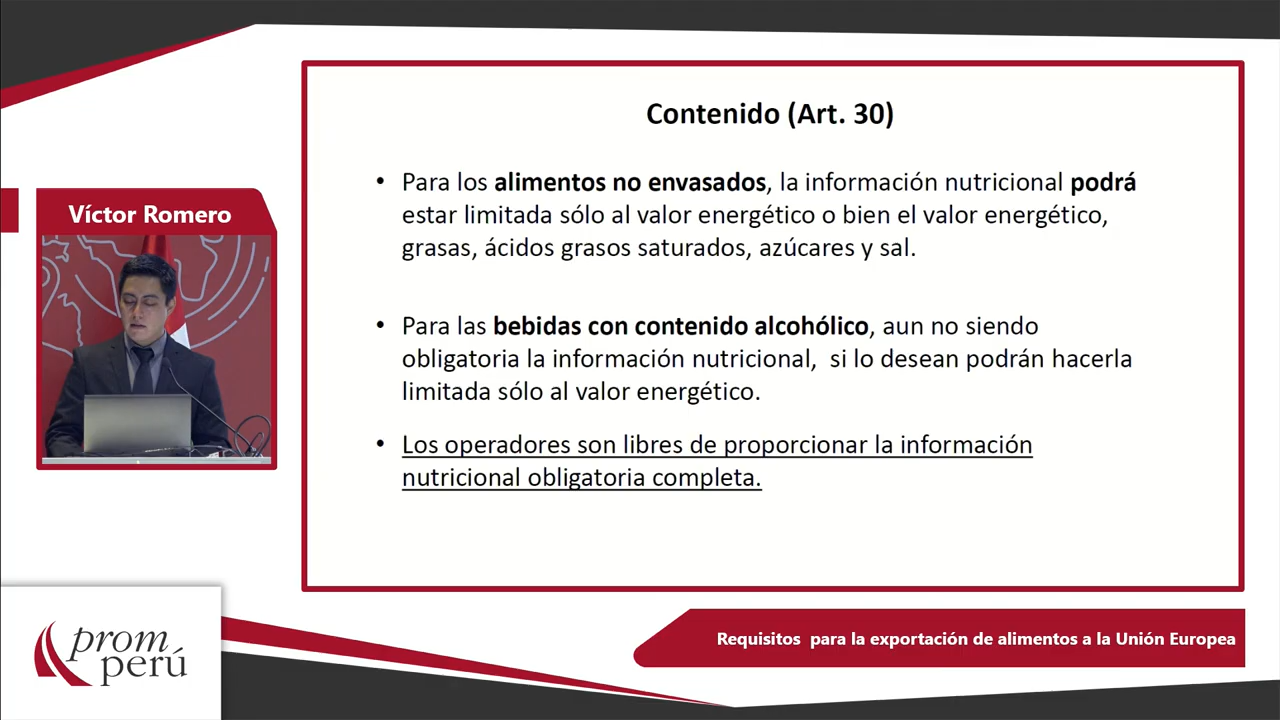 Contenido (Art. 30)
• Para los alimentos no envasados, la información nutricional podrá
estar limitada sólo al valor energético o bien el valor energético,
grasas, ácidos grasos saturados, azúcares y sal.
• Para las bebidas con contenido alcohólico, aun no siendo
obligatoria la información nutricional, si lo desean podrán hacerla
limitada sólo al valor energético.
• Los operadores son libres de proporcionar la información
nutricional obligatoria completa.
Víctor Romero
prom
perú
Requisitos para la exportación de alimentos a la Unión Europea